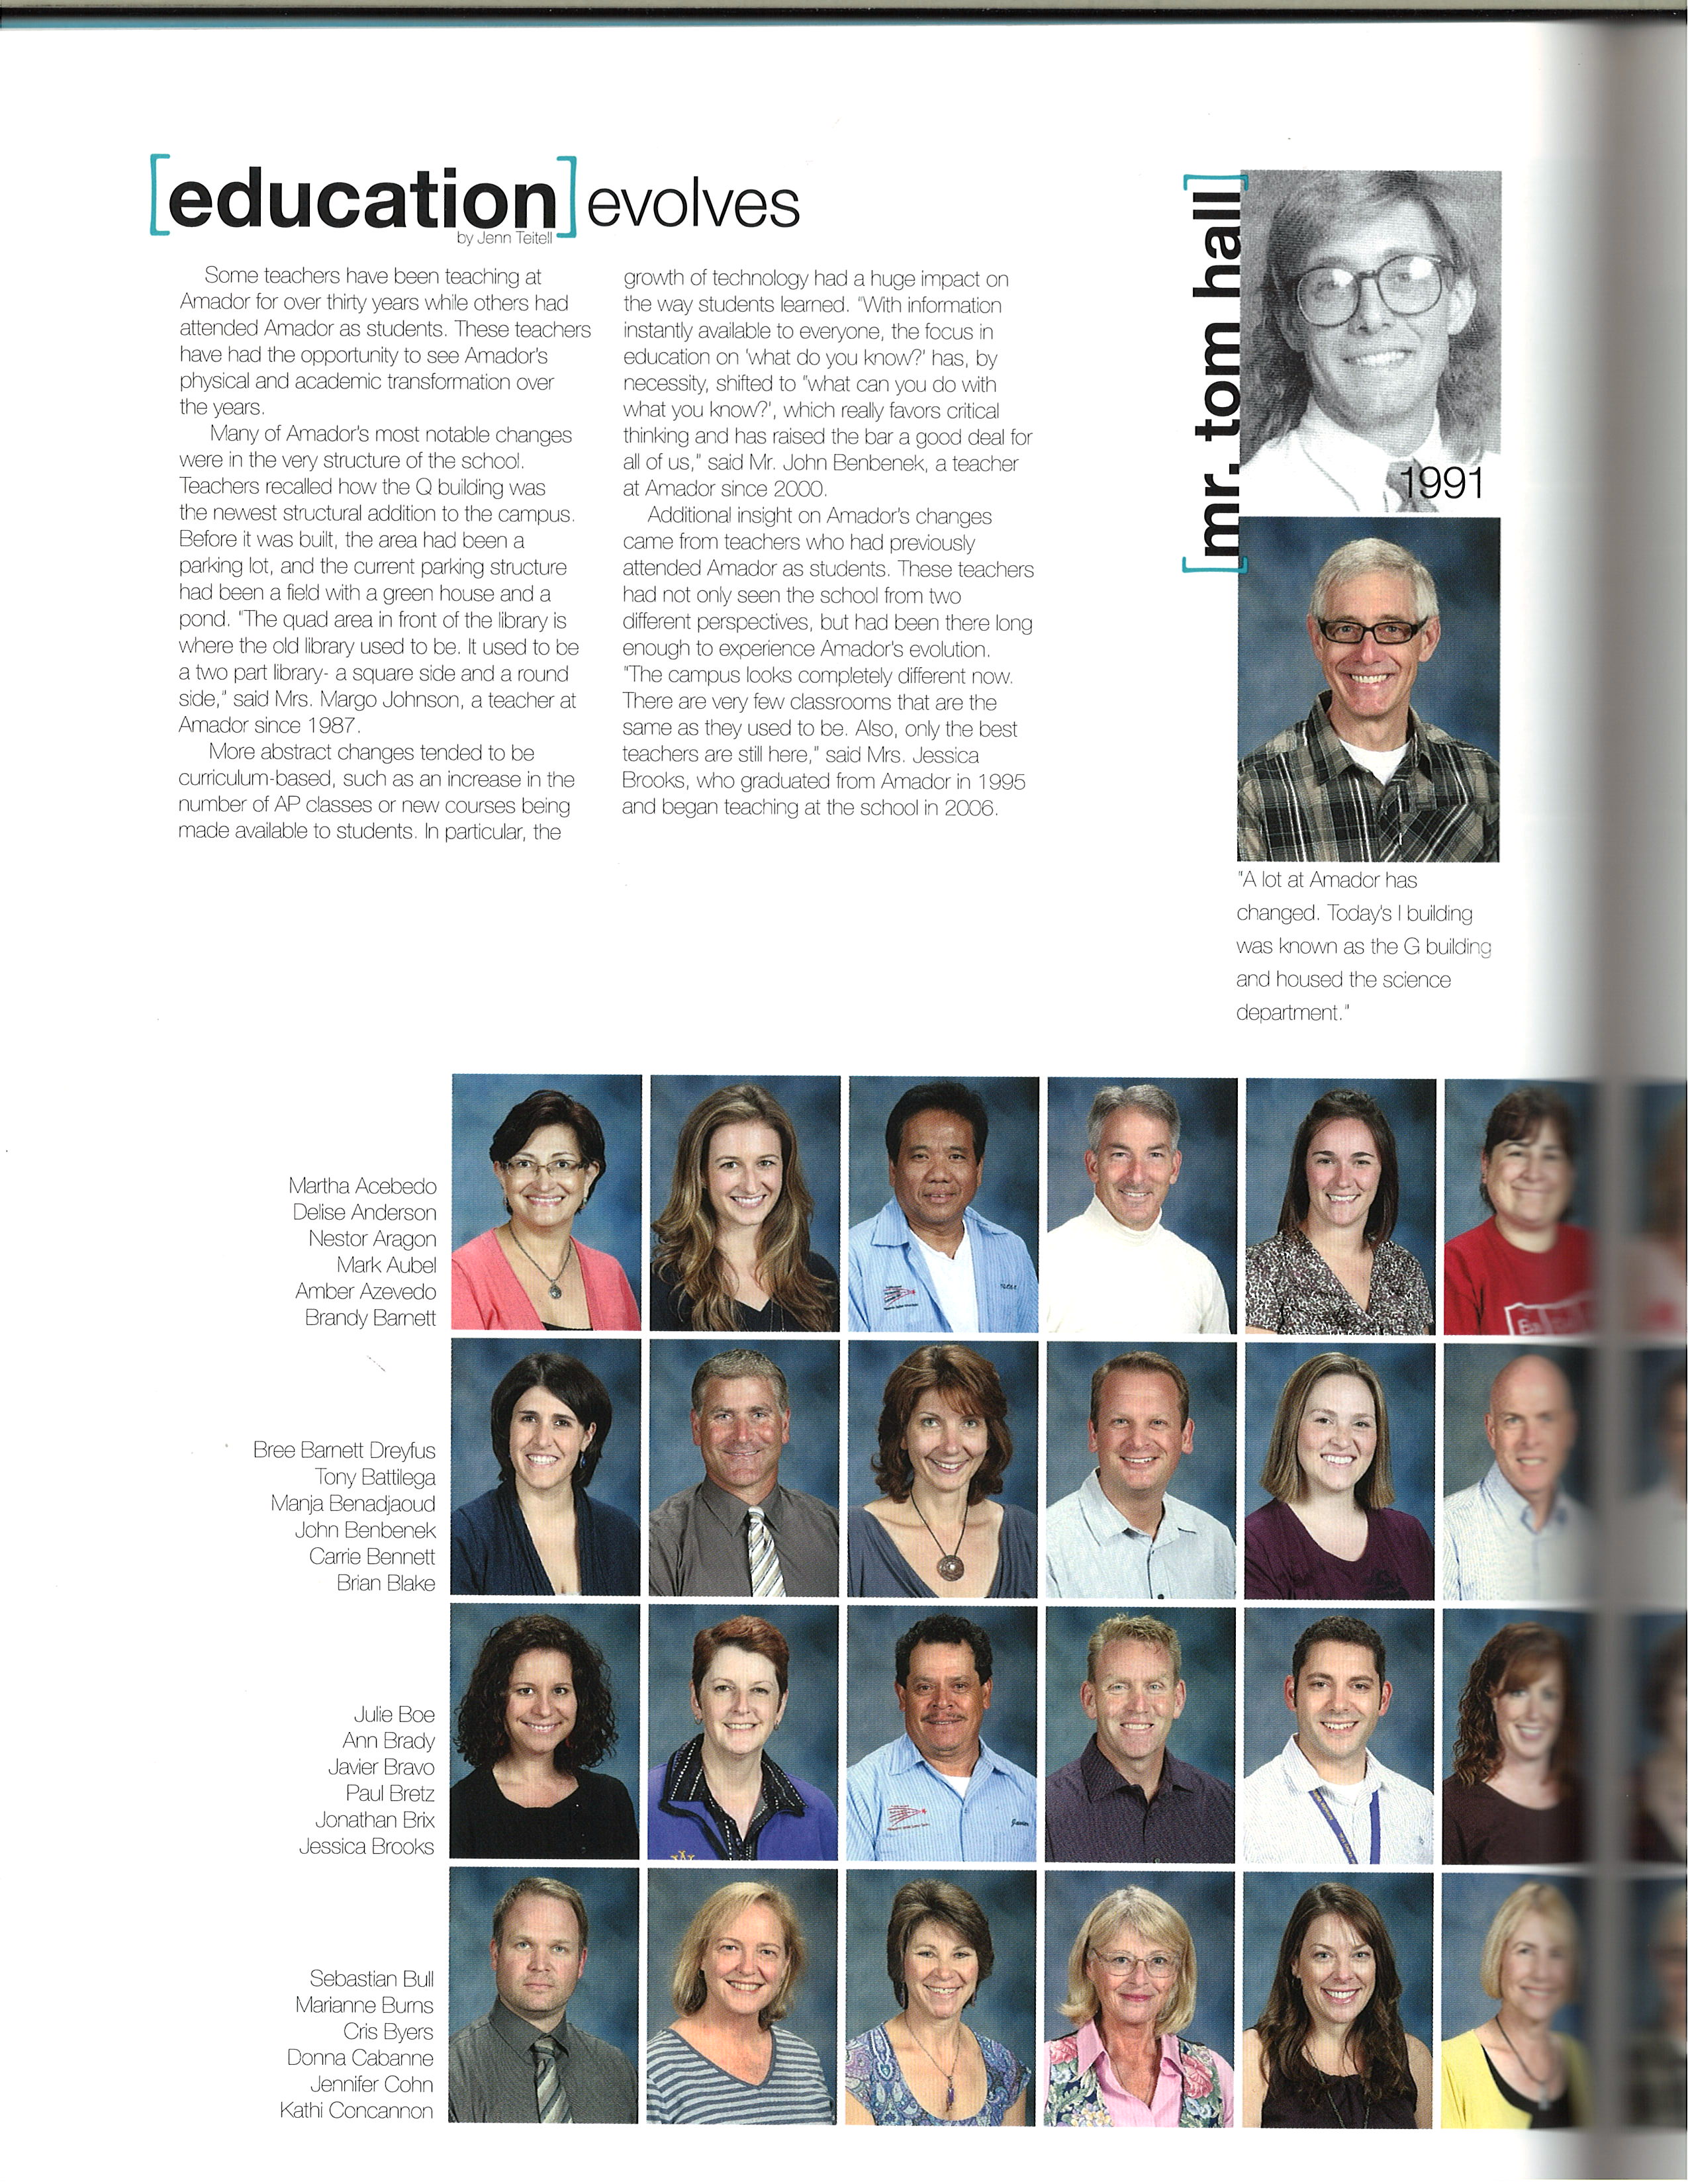 [education] evolves
by Jenn Teitell
Some teachers have been teaching at
Amador for over thirty years while others had
attended Amador as students. These teachers
have had the opportunity to see Amador's
physical and academic transformation over
the years.
Many of Amador's most notable changes
were in the very structure of the school.
Teachers recalled how the Q building was
the newest structural addition to the campus.
Before it was built, the area had been a
parking lot, and the current parking structure
had been a field with a green house and a
pond. "The quad area in front of the library is
where the old library used to be. It used to be
a two part library- a square side and a round
side," said Mrs. Margo Johnson, a teacher at
Amador since 1987.
More abstract changes tended to be
curriculum-based, such as an increase in the
number of AP classes or new courses being
made available to students. In particular, the
growth of technology had a huge impact on
the way students learned. "With information
instantly available to everyone, the focus in
education on 'what do you know?' has, by
necessity, shifted to "what can you do with
what you know?', which really favors critical
thinking and has raised the bar a good deal for
all of us," said Mr. John Benbenek, a teacher
at Amador since 2000.
Additional insight on Amador's changes
came from teachers who had previously
attended Amador as students. These teachers
had not only seen the school from two
different perspectives, but had been there long
enough to experience Amador's evolution.
"The campus looks completely different now.
There are very few classrooms that are the
same as they used to be. Also, only the best
teachers are still here," said Mrs. Jessica
Brooks, who graduated from Amador in 1995
and began teaching at the school in 2006.
[mr. tom hall]
1991
"A lot at Amador has
changed. Today's I building
was known as the G building
and housed the science
department."
Martha Acebedo
Delise Anderson
Nestor Aragon
Mark Aubel
Amber Azevedo
Brandy Barnett
Bree Barnett Dreyfus
Tony Battilega
Manja Benadjaoud
John Benbenek
Carrie Bennett
Brian Blake
Julie Boe
Ann Brady
Javier Bravo
Paul Bretz
Jonathan Brix
Jessica Brooks
Javier
Sebastian Bull
Marianne Burns
Cris Byers
Donna Cabanne
Jennifer Cohn
Kathi Concannon